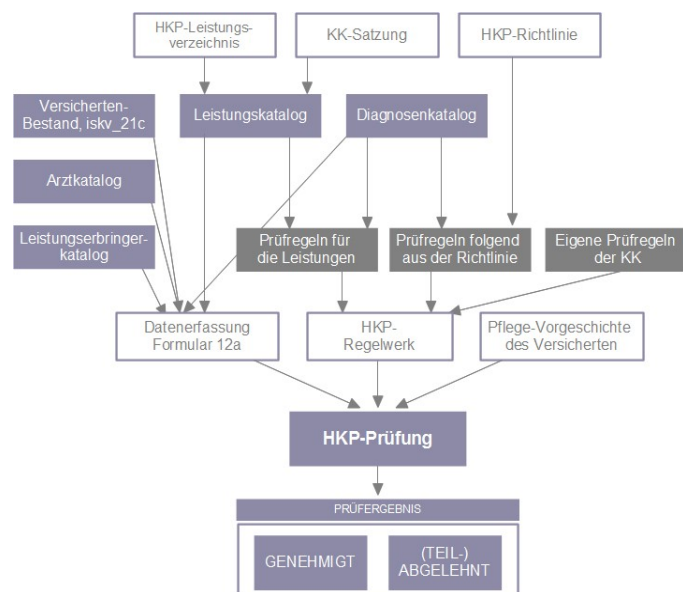 HKP-Leistungs-
verzeichnis
KK-Satzung
HKP-Richtlinie
Versicherten-
Bestand, iskv_21c
Leistungskatalog
Diagnosenkatalog
Arztkatalog
Leistungserbringer-
katalog
Prüfregeln für
die Leistungen
Prüfregeln folgend
aus der Richtlinie
Eigene Prüfregeln
der KK
Datenerfassung
Formular 12a
HKP-
Regelwerk
Pflege-Vorgeschichte
des Versicherten
HKP-Prüfung
PRÜFERGEBNIS
GENEHMIGT
(TEIL-)
ABGELEHNT